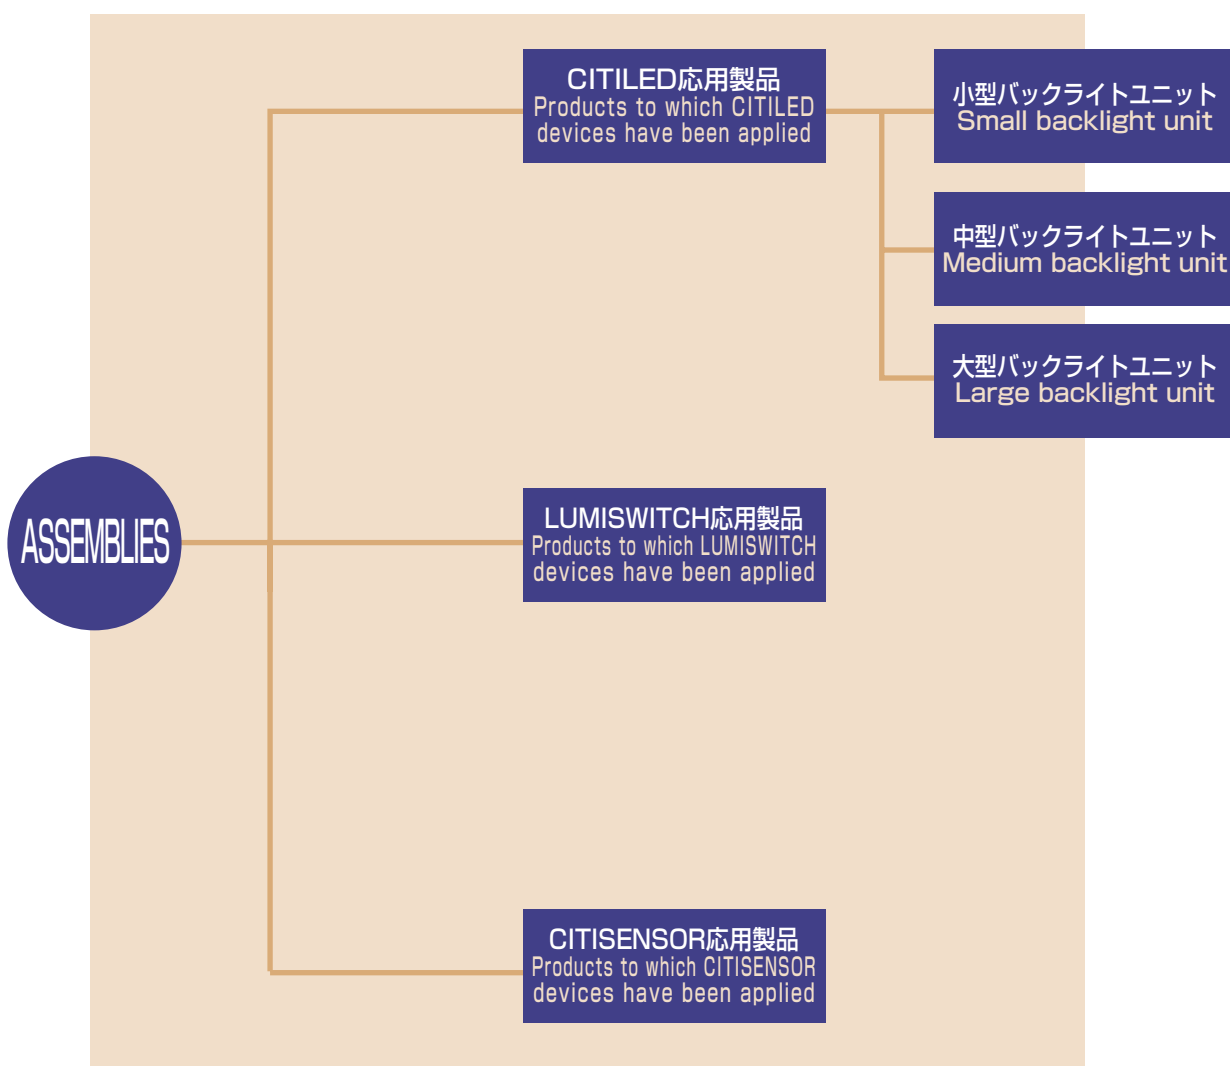 CITILED応用製品
Products to which CITILED
devices have been applied
小型バックライトユニット
Small backlight unit
中型バックライトユニット
Medium backlight unit
大型バックライトユニット
Large backlight unit
ASSEMBLIES
LUMISWITCH応用製品
Products to which LUMISWITCH
devices have been applied
CITISENSOR応用製品
Products to which CITISENSOR
devices have been applied